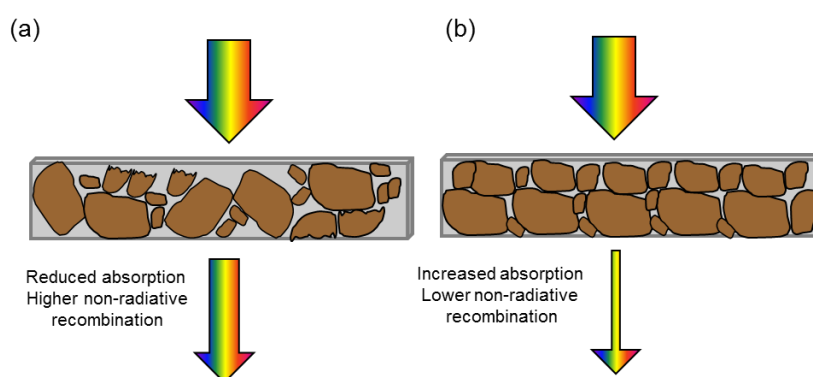 (a)
(b)
Reduced absorption
Higher non-radiative
recombination
Increased absorption
Lower non-radiative
recombination